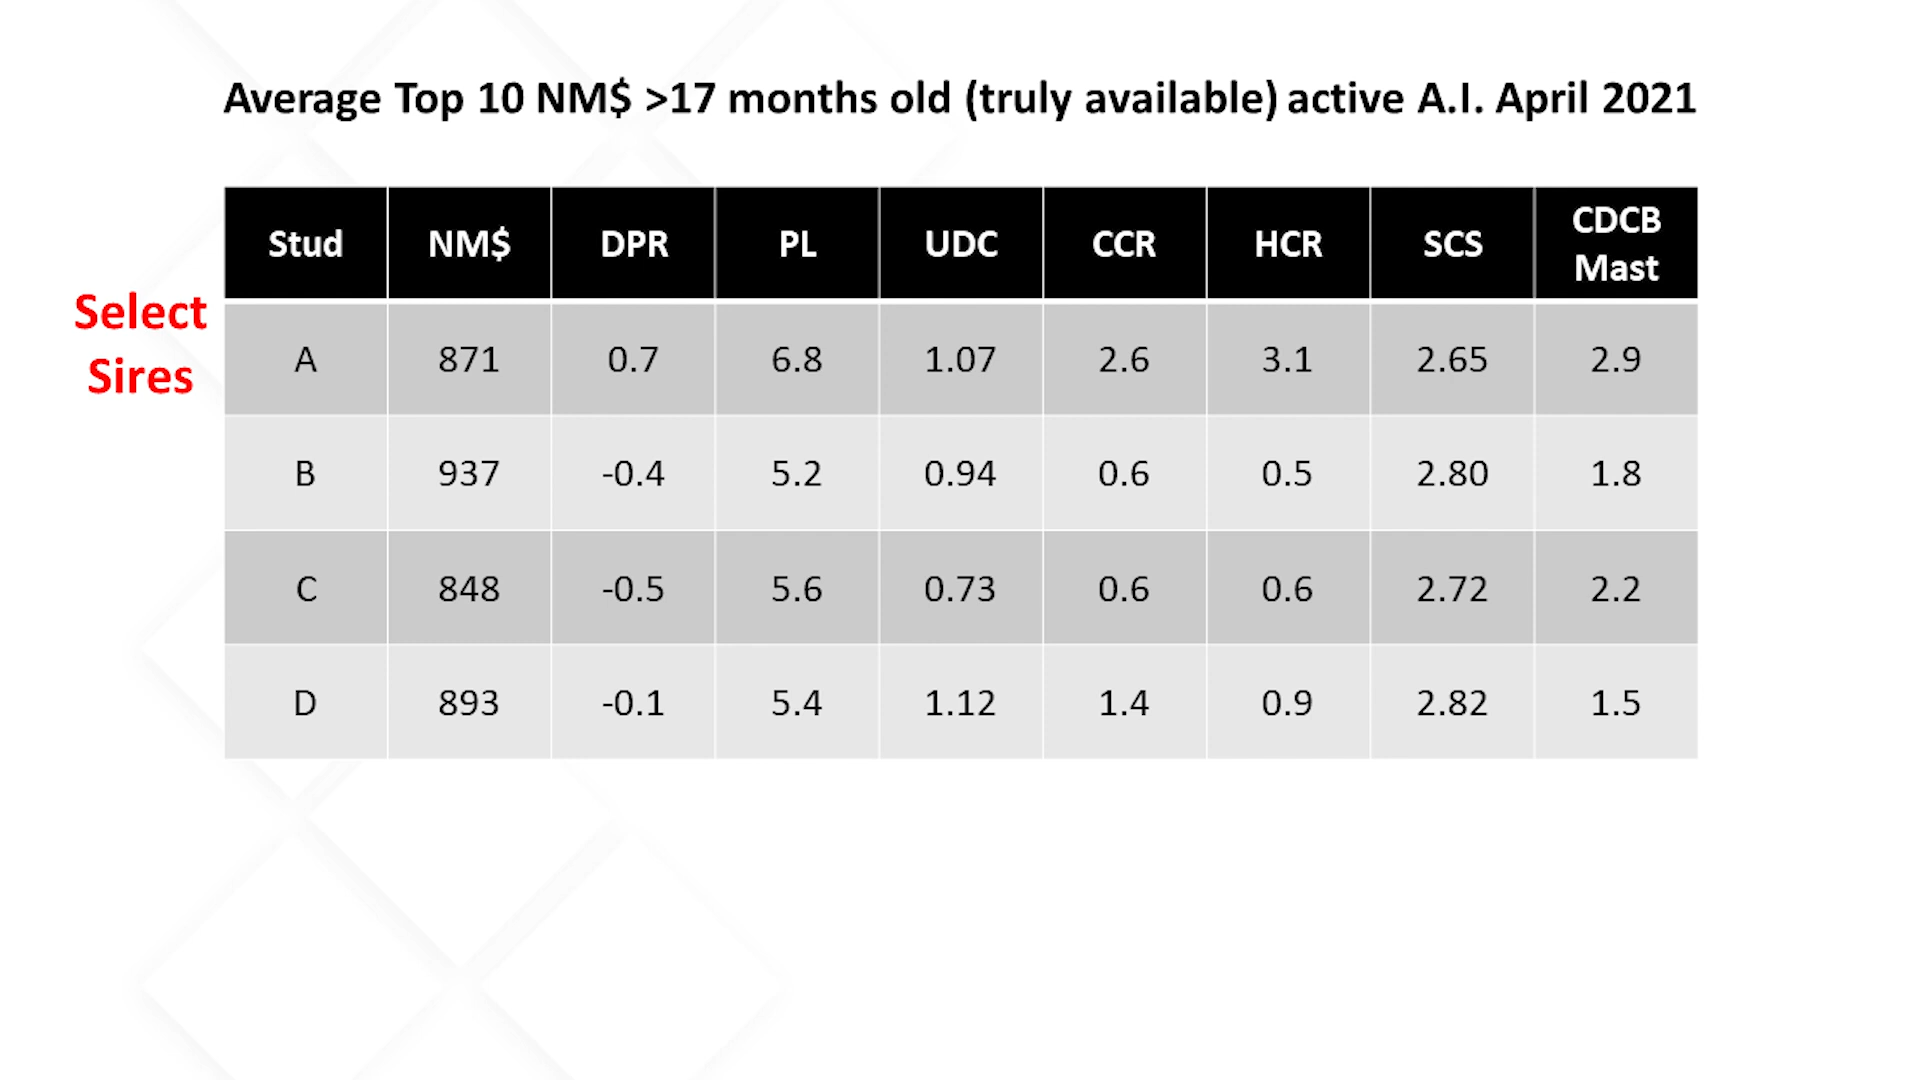 Average Top 10 NM$ >17 months old (truly available) active A.I. April 2021
Stud NM$ DPR PL UDC CCR HCR SCS CDCB Mast
Select Sires
A 871 0.7 6.8 1.07 2.6 3.1 2.65 2.9
B 937 -0.4 5.2 0.94 0.6 0.5 2.80 1.8
C 848 -0.5 5.6 0.73 0.6 0.6 2.72 2.2
D 893 -0.1 5.4 1.12 1.4 0.9 2.82 1.5